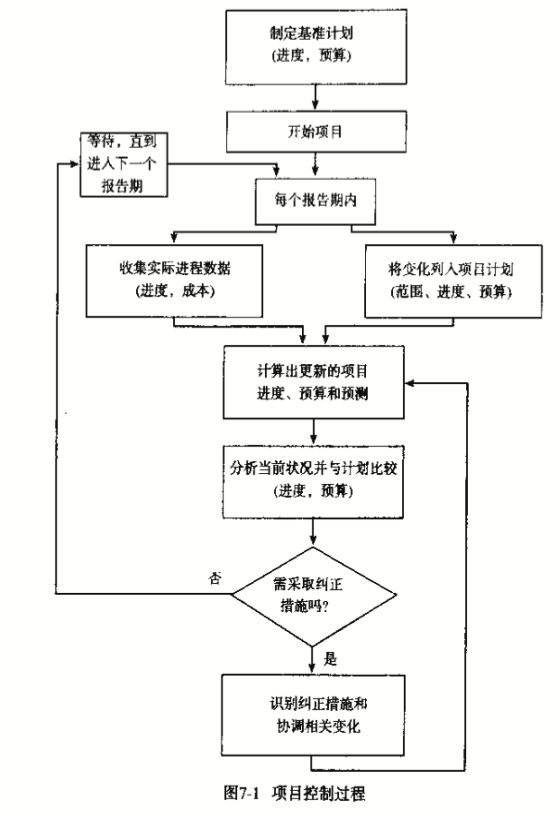 制定基准计划
(进度，预算)
开始项目
等待，直到
进入下一个
报告期
每个报告期内
收集实际进程数据
(进度，成本)
将变化列入项目计划
(范围、进度、预算)
计算出更新的项目
进度、预算和预测
分析当前状况并与计划比较
(进度，预算)
否
需采取纠正
措施吗?
是
识别纠正措施和
协调相关变化
图7-1 项目控制过程